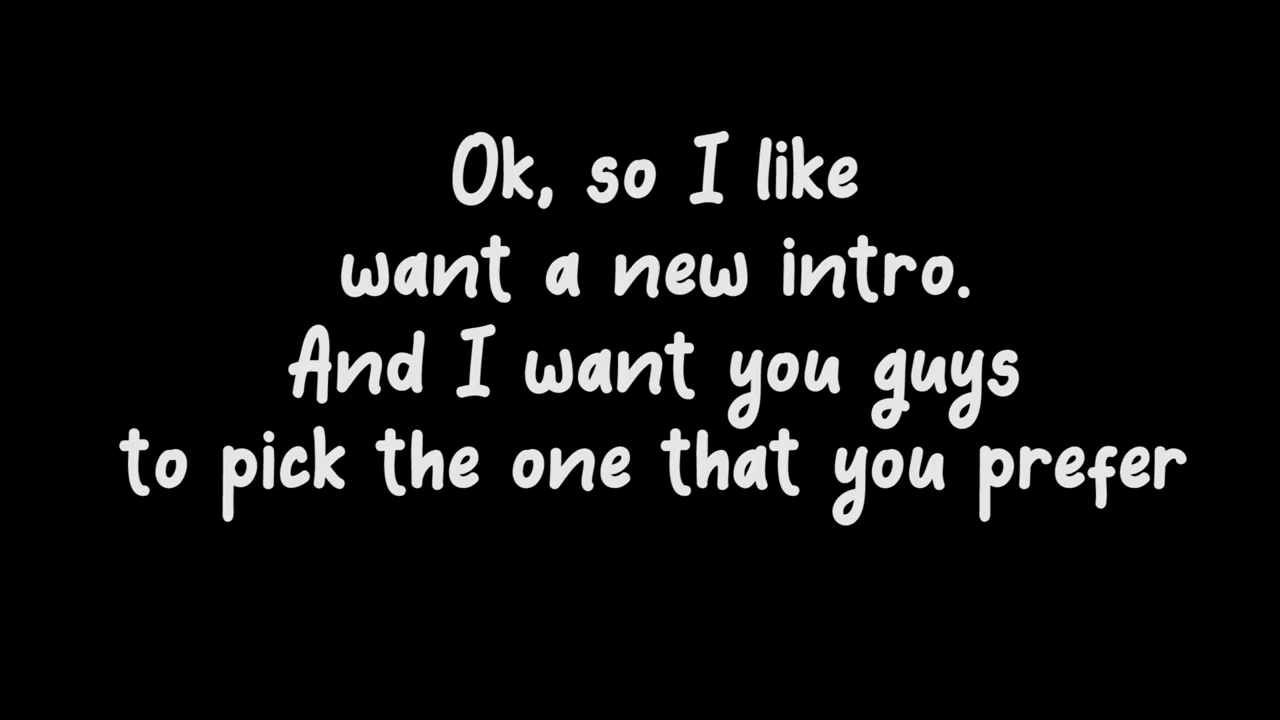 Ok, so I like
want a new intro.
And I want you guys
to pick the one that you prefer